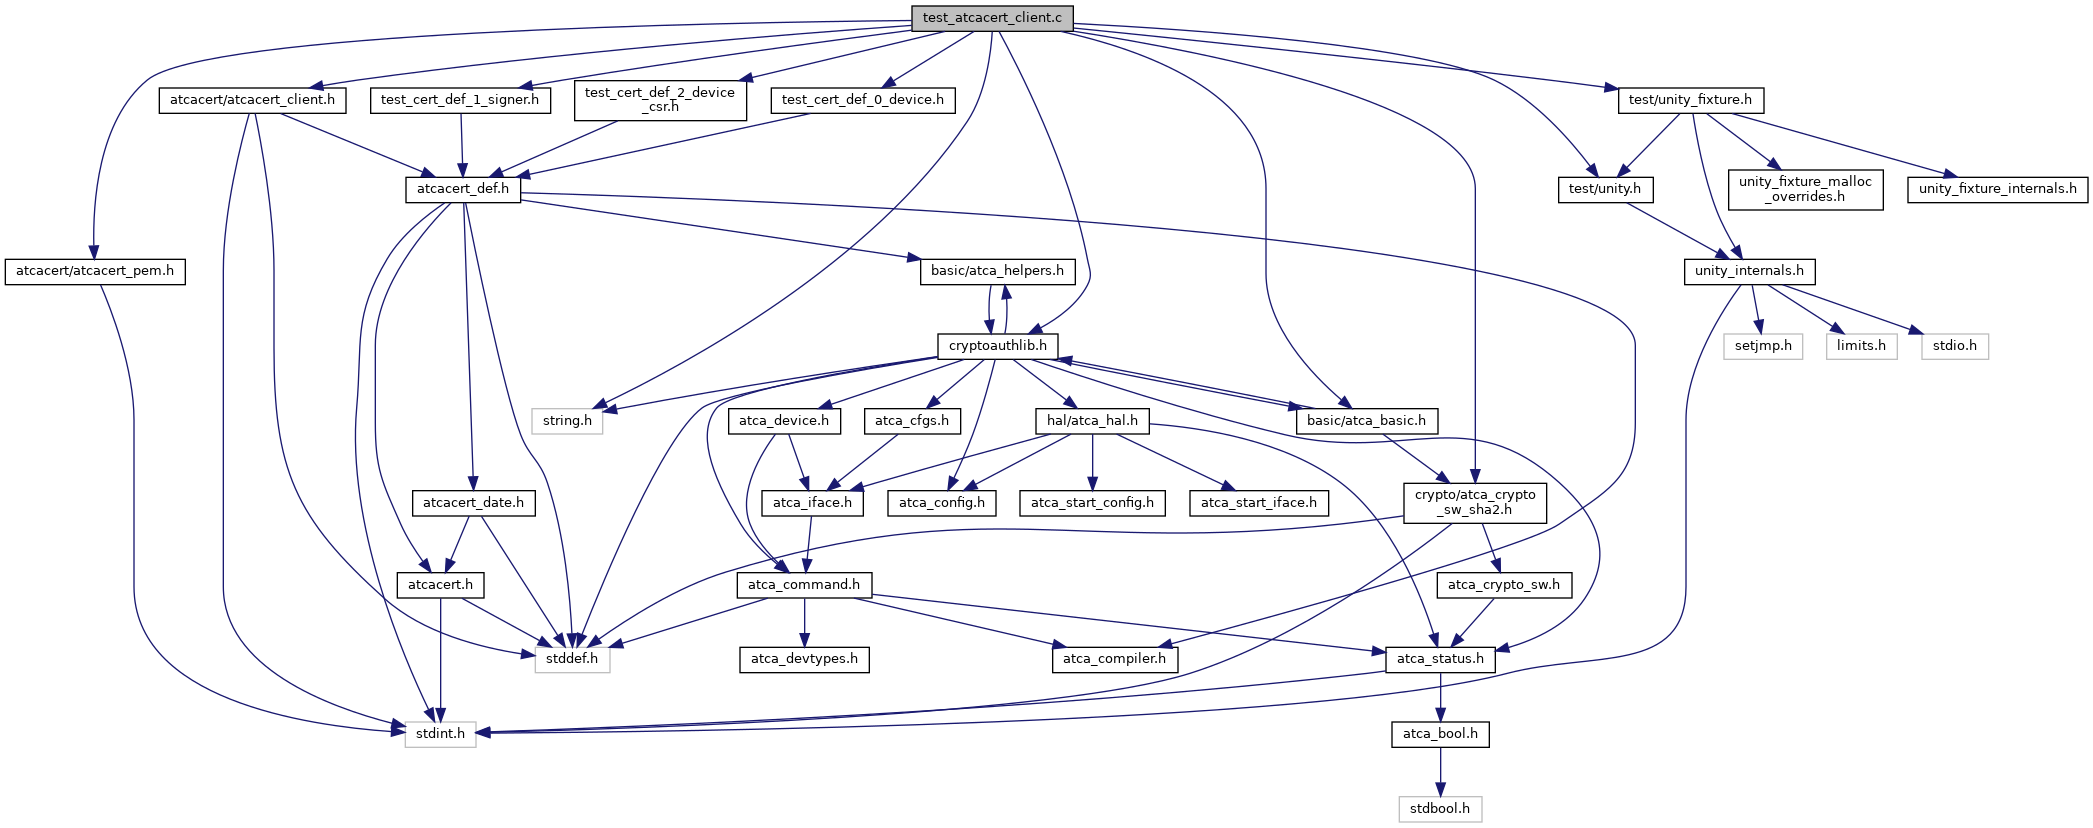 test_atcacert_client.c
atcacert/atcacert_client.h
test_cert_def_1_signer.h
test_cert_def_2_device
_csr.h
test_cert_def_0_device.h
test/unity_fixture.h
atcacert_def.h
test/unity.h
unity_fixture_malloc
_overrides.h
unity_fixture_internals.h
atcacert/atcacert_pem.h
basic/atca_helpers.h
unity_internals.h
cryptoauthlib.h
setjmp.h
limits.h
stdio.h
string.h
atca_device.h
atca_cfgs.h
hal/atca_hal.h
basic/atca_basic.h
atcacert_date.h
atca_iface.h
atca_config.h
atca_start_config.h
atca_start_iface.h
crypto/atca_crypto
_sw_sha2.h
atcacert.h
atca_command.h
atca_crypto_sw.h
stddef.h
atca_devtypes.h
atca_compiler.h
atca_status.h
stdint.h
atca_bool.h
stdbool.h